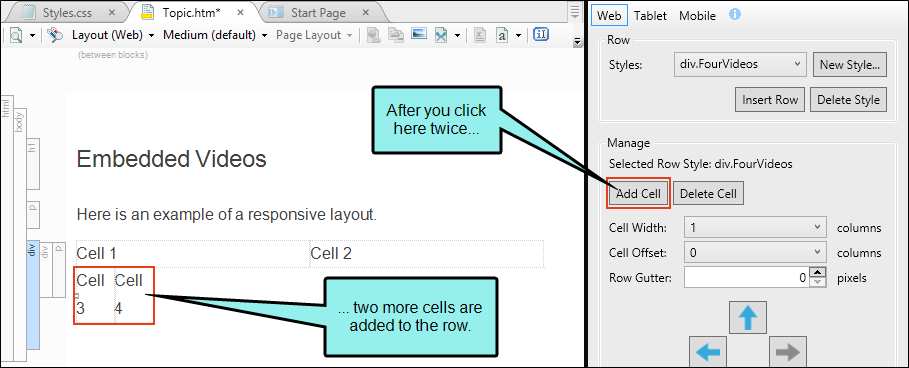 Styles.css
Topic.htm*
Start Page
Layout (Web)
Medium (default)
Page Layout
(between blocks)
html
body
h1
p
div
div
p
Embedded Videos
Here is an example of a responsive layout.
Cell 1
Cell 2
Cell
3
Cell
4
After you click
here twice...
... two more cells are
added to the row.
Web
Tablet
Mobile
Row
Styles:
div.FourVideos
New Style...
Insert Row
Delete Style
Manage
Selected Row Style: div.FourVideos
Add Cell
Delete Cell
Cell Width:
1
columns
Cell Offset:
0
columns
Row Gutter:
0
pixels